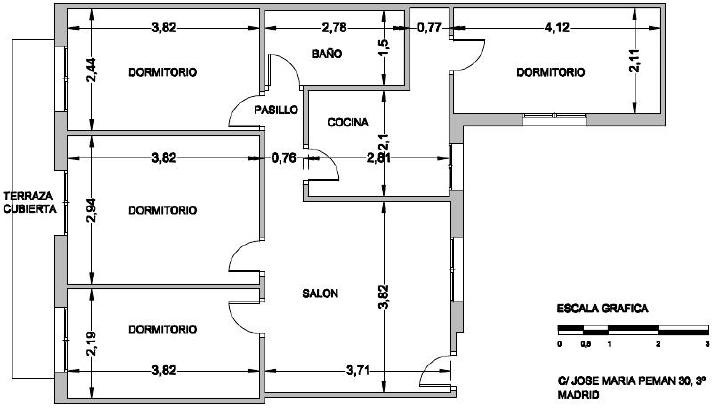 3,82
2,78
0,77
4,12
2,44
DORMITORIO
BAÑO
1,5
DORMITORIO
2,11
PASILLO
COCINA
2,1
3,82
0,76
2,81
TERRAZA
CUBIERTA
2,94
DORMITORIO
SALON
3,82
2,19
DORMITORIO
3,82
3,71
ESCALA GRAFICA
0 0,5 1 2 3
C/ JOSE MARIA PEMAN 30, 3º
MADRID